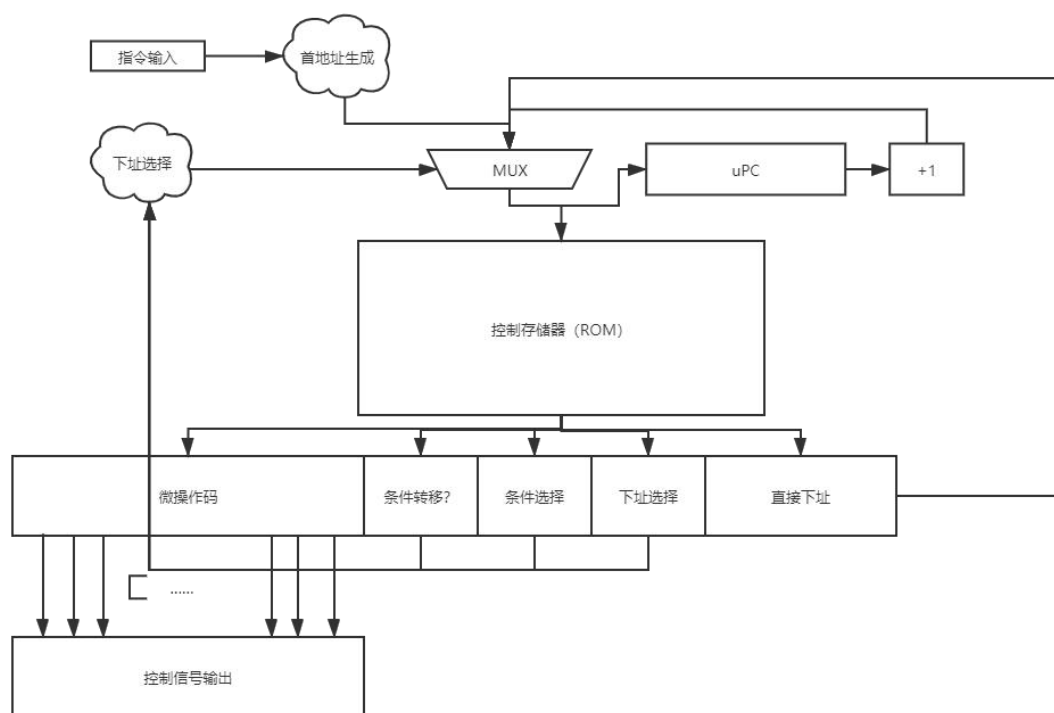 指令输入
首地址生成
下址选择
MUX
uPC
+1
控制存储器（ROM）
微操作码
条件转移？
条件选择
下址选择
直接下址
......
控制信号输出